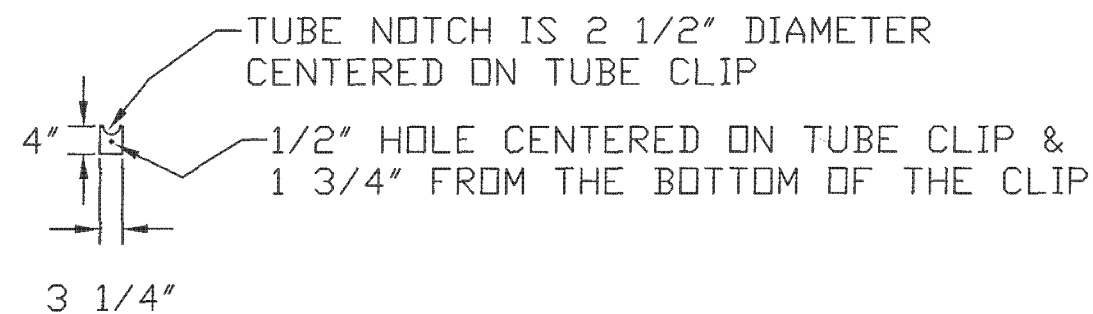 TUBE NOTCH IS 2 1/2" DIAMETER
CENTERED ON TUBE CLIP
4"
1/2" HOLE CENTERED ON TUBE CLIP &
1 3/4" FROM THE BOTTOM OF THE CLIP
3 1/4"